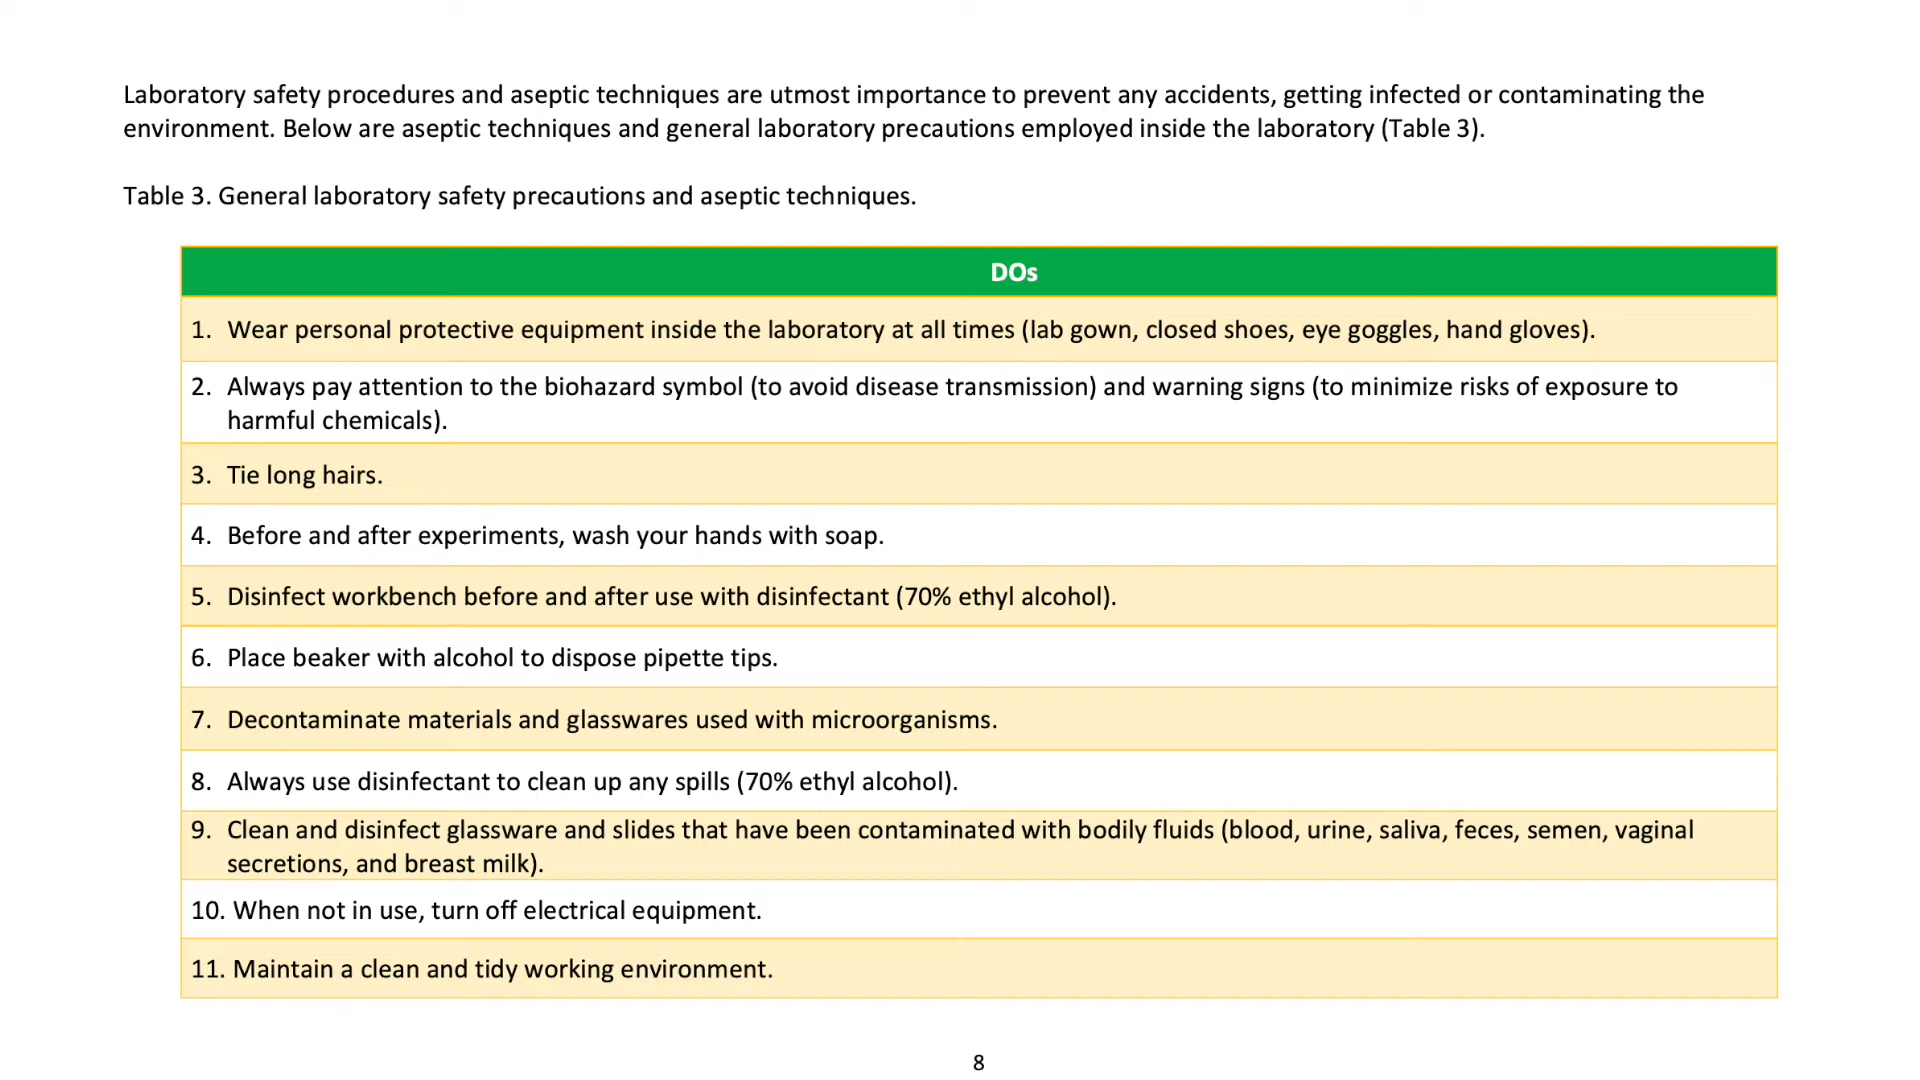 Laboratory safety procedures and aseptic techniques are utmost importance to prevent any accidents, getting infected or contaminating the
environment. Below are aseptic techniques and general laboratory precautions employed inside the laboratory (Table 3).
Table 3. General laboratory safety precautions and aseptic techniques.
DOs
1. Wear personal protective equipment inside the laboratory at all times (lab gown, closed shoes, eye goggles, hand gloves).
2. Always pay attention to the biohazard symbol (to avoid disease transmission) and warning signs (to minimize risks of exposure to
harmful chemicals).
3. Tie long hairs.
4. Before and after experiments, wash your hands with soap.
5. Disinfect workbench before and after use with disinfectant (70% ethyl alcohol).
6. Place beaker with alcohol to dispose pipette tips.
7. Decontaminate materials and glasswares used with microorganisms.
8. Always use disinfectant to clean up any spills (70% ethyl alcohol).
9. Clean and disinfect glassware and slides that have been contaminated with bodily fluids (blood, urine, saliva, feces, semen, vaginal
secretions, and breast milk).
10. When not in use, turn off electrical equipment.
11. Maintain a clean and tidy working environment.
8